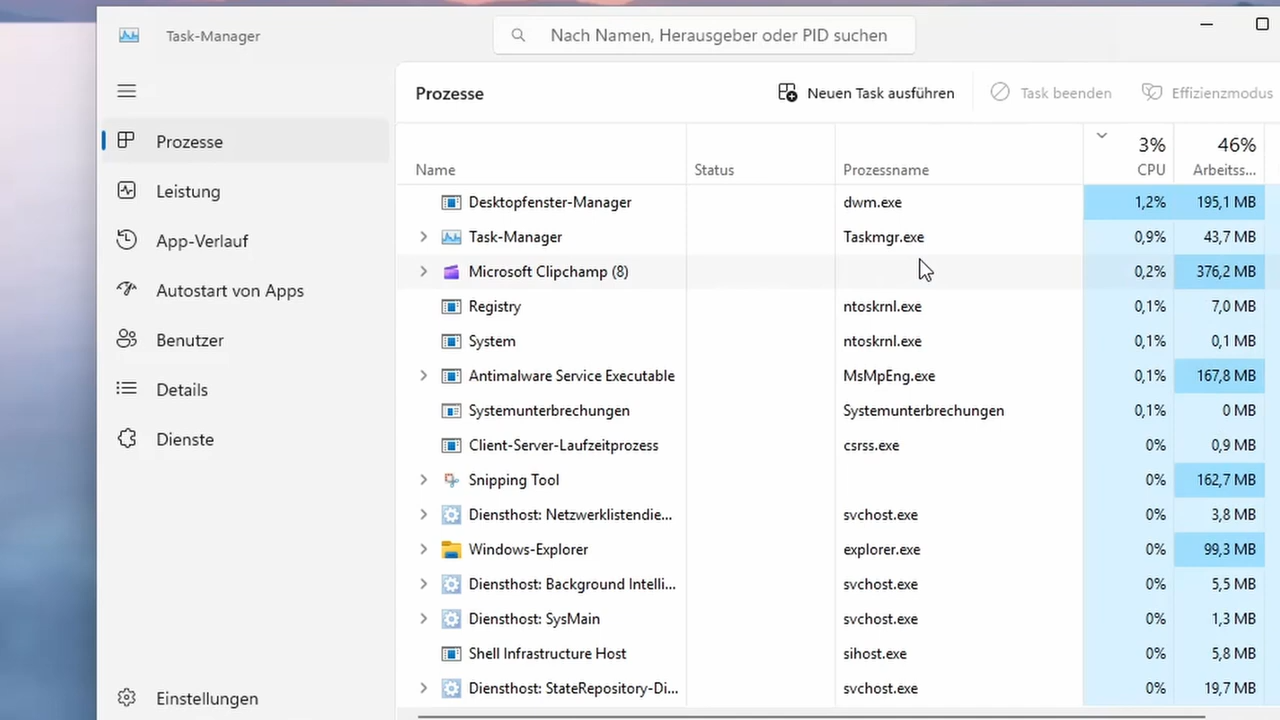 Task-Manager
Nach Namen, Herausgeber oder PID suchen
Prozesse
Neuen Task ausführen
Task beenden
Effizienzmodus
Prozesse
Leistung
App-Verlauf
Autostart von Apps
Benutzer
Details
Dienste
Einstellungen
3% 46%
Name Status Prozessname CPU Arbeitss...
Desktopfenster-Manager dwm.exe 1,2% 195,1 MB
Task-Manager Taskmgr.exe 0,9% 43,7 MB
Microsoft Clipchamp (8) 0,2% 376,2 MB
Registry ntoskrnl.exe 0,1% 7,0 MB
System ntoskrnl.exe 0,1% 0,1 MB
Antimalware Service Executable MsMpEng.exe 0,1% 167,8 MB
Systemunterbrechungen Systemunterbrechungen 0,1% 0 MB
Client-Server-Laufzeitprozess csrss.exe 0% 0,9 MB
Snipping Tool 0% 162,7 MB
Diensthost: Netzwerklistendie... svchost.exe 0% 3,8 MB
Windows-Explorer explorer.exe 0% 99,3 MB
Diensthost: Background Intelli... svchost.exe 0% 5,5 MB
Diensthost: SysMain svchost.exe 0% 1,3 MB
Shell Infrastructure Host sihost.exe 0% 5,8 MB
Diensthost: StateRepository-Di... svchost.exe 0% 19,7 MB